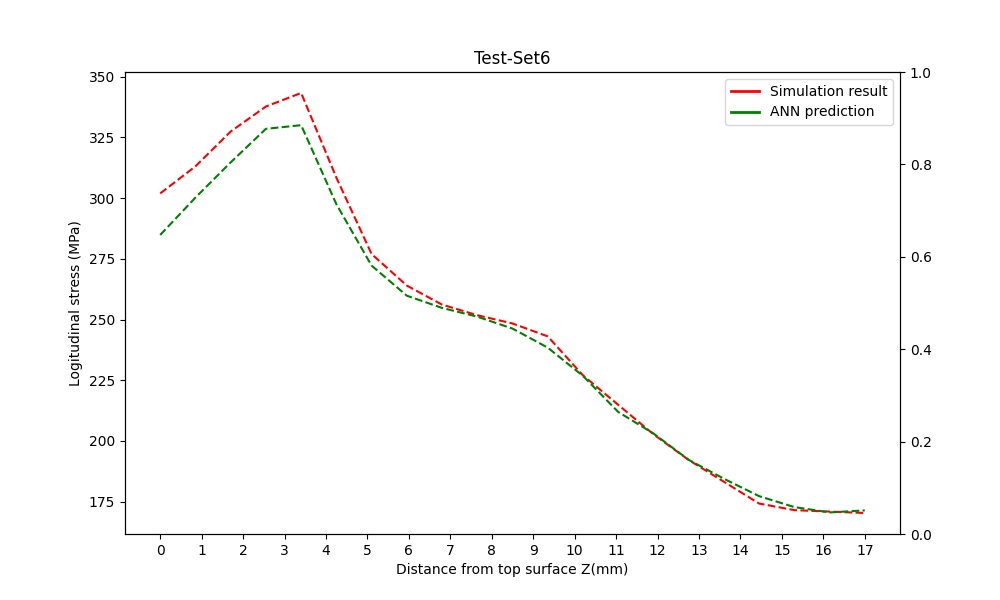 Test-Set6
Simulation result
ANN prediction
Logitudinal stress (MPa)
350
325
300
275
250
225
200
175
1.0
0.8
0.6
0.4
0.2
0.0
0 1 2 3 4 5 6 7 8 9 10 11 12 13 14 15 16 17
Distance from top surface Z(mm)